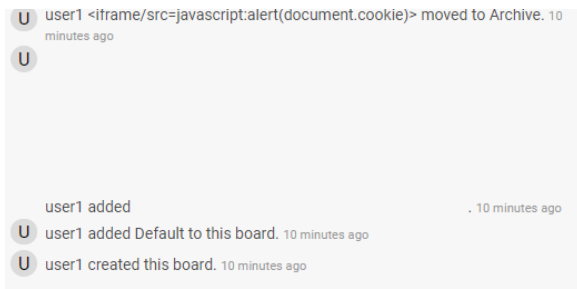 U user1 <iframe/src=javascript:alert(document.cookie)> moved to Archive. 10
minutes ago
U
user1 added . 10 minutes ago
U user1 added Default to this board. 10 minutes ago
U user1 created this board. 10 minutes ago